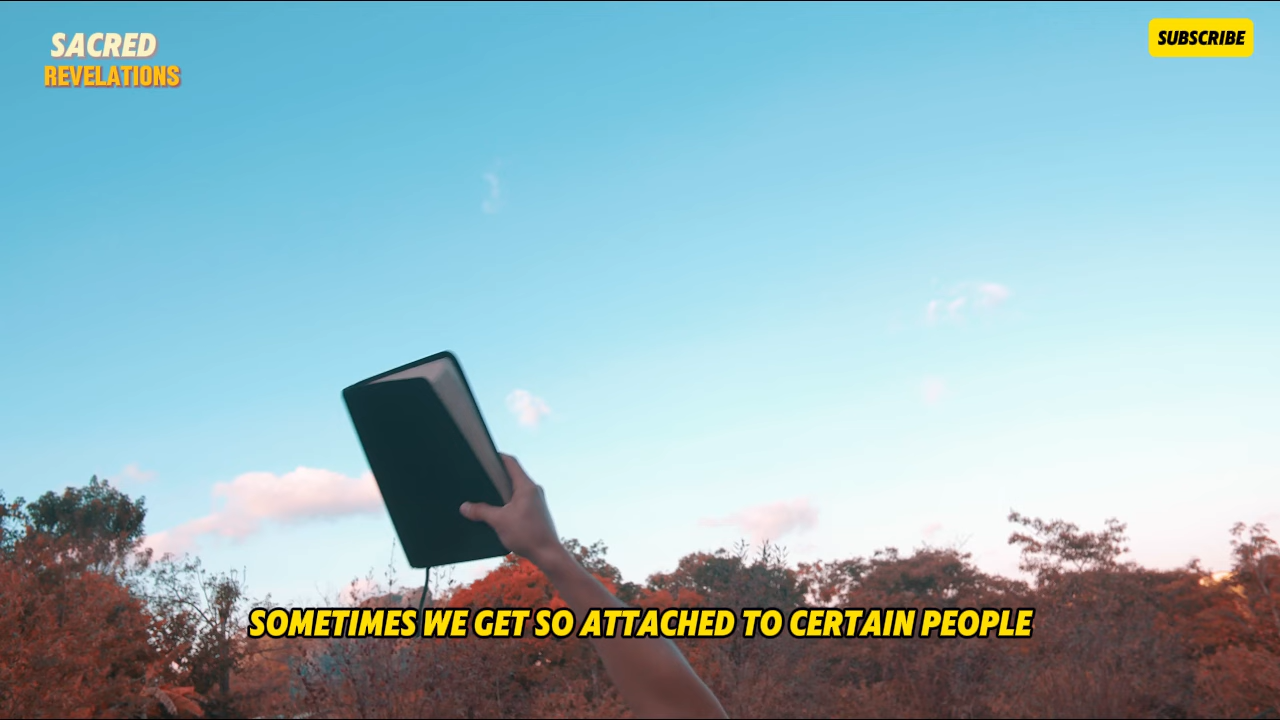 SACRED
REVELATIONS
SUBSCRIBE
SOMETIMES WE GET SO ATTACHED TO CERTAIN PEOPLE